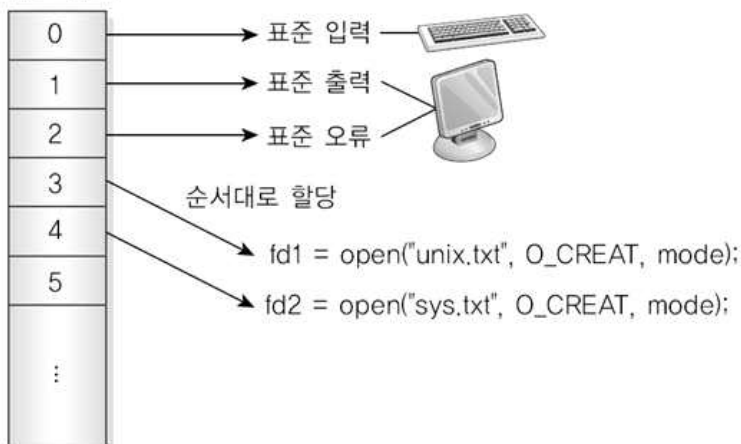 0
표준 입력
1
표준 출력
2
표준 오류
3
순서대로 할당
4
fd1 = open("unix.txt", O_CREAT, mode);
5
fd2 = open("sys.txt", O_CREAT, mode);
⋮